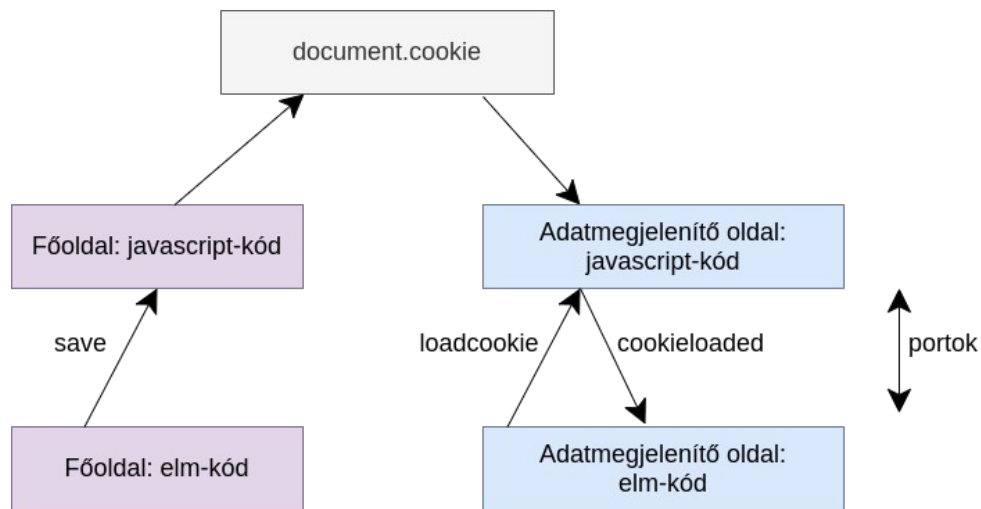 document.cookie
Főoldal: javascript-kód
Adatmegjelenítő oldal:
javascript-kód
save
loadcookie
cookieloaded
portok
Főoldal: elm-kód
Adatmegjelenítő oldal:
elm-kód